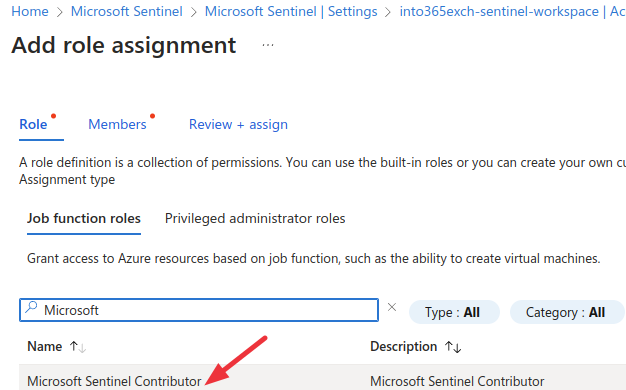 Home > Microsoft Sentinel > Microsoft Sentinel | Settings > into365exch-sentinel-workspace | Ac
Add role assignment ...
Role Members Review + assign
A role definition is a collection of permissions. You can use the built-in roles or you can create your own cu
Assignment type
Job function roles Privileged administrator roles
Grant access to Azure resources based on job function, such as the ability to create virtual machines.
Microsoft × Type : All Category : All
Name ↑↓ Description ↑↓
Microsoft Sentinel Contributor Microsoft Sentinel Contributor